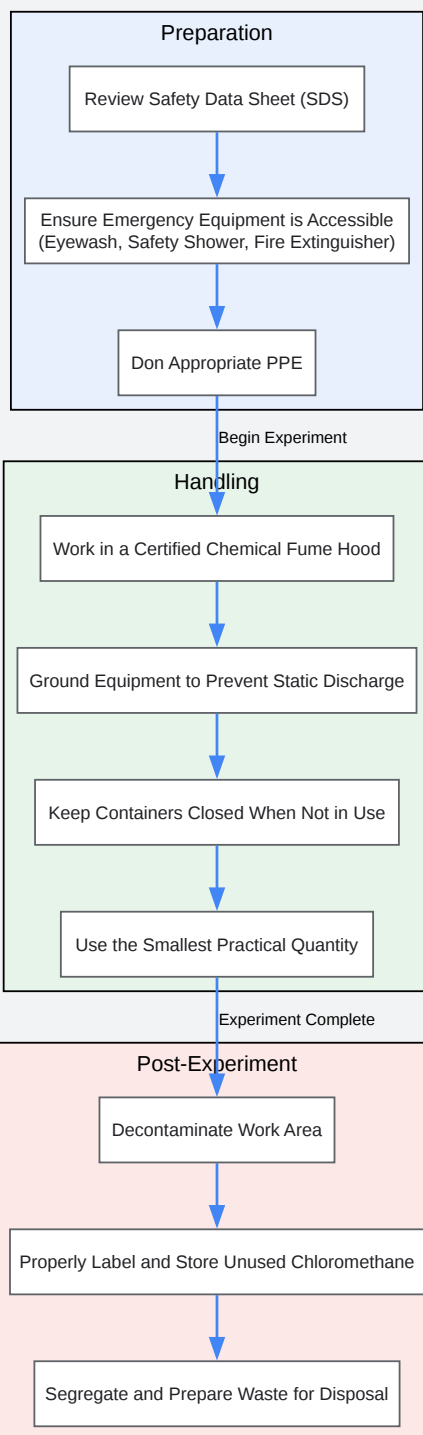 Preparation
Review Safety Data Sheet (SDS)
Ensure Emergency Equipment is Accessible
(Eyewash, Safety Shower, Fire Extinguisher)
Don Appropriate PPE
Begin Experiment
Handling
Work in a Certified Chemical Fume Hood
Ground Equipment to Prevent Static Discharge
Keep Containers Closed When Not in Use
Use the Smallest Practical Quantity
Experiment Complete
Post-Experiment
Decontaminate Work Area
Properly Label and Store Unused Chloromethane
Segregate and Prepare Waste for Disposal